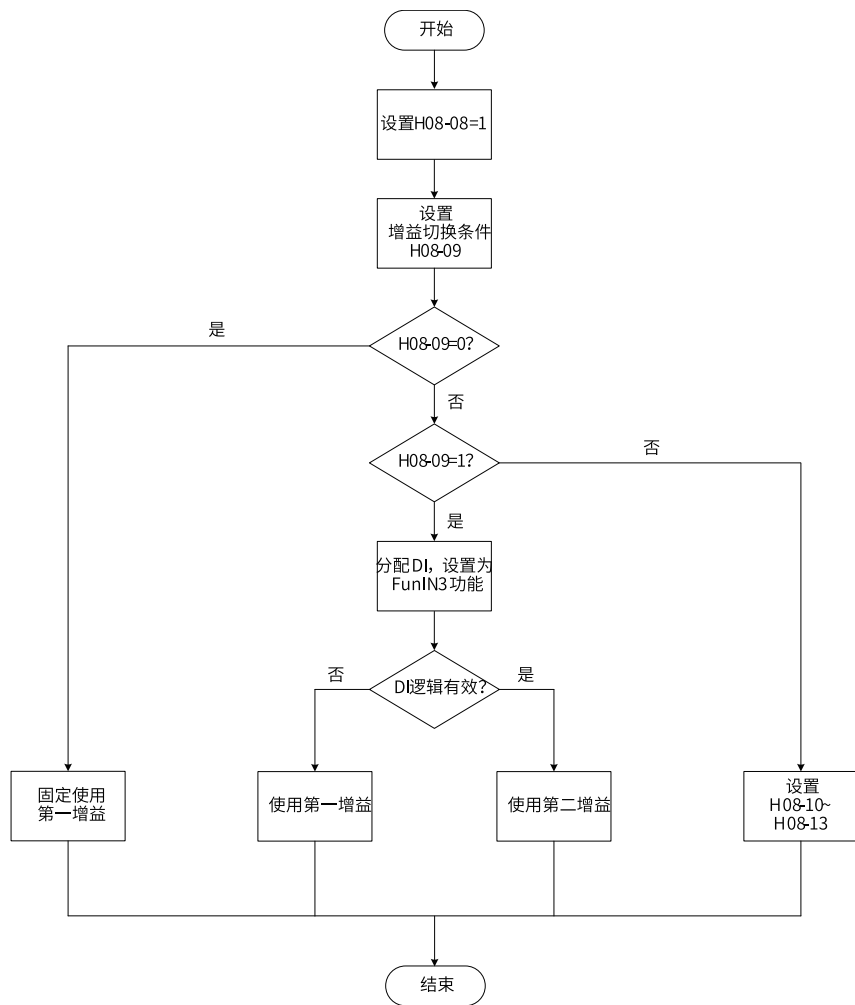 开始
设置H08-08=1
设置
增益切换条件
H08-09
是
H08-09=0?
否
H08-09=1?
否
是
分配DI，设置为
FunIN3功能
否
DI逻辑有效?
是
固定使用
第一增益
使用第一增益
使用第二增益
设置
H08-10~
H08-13
结束